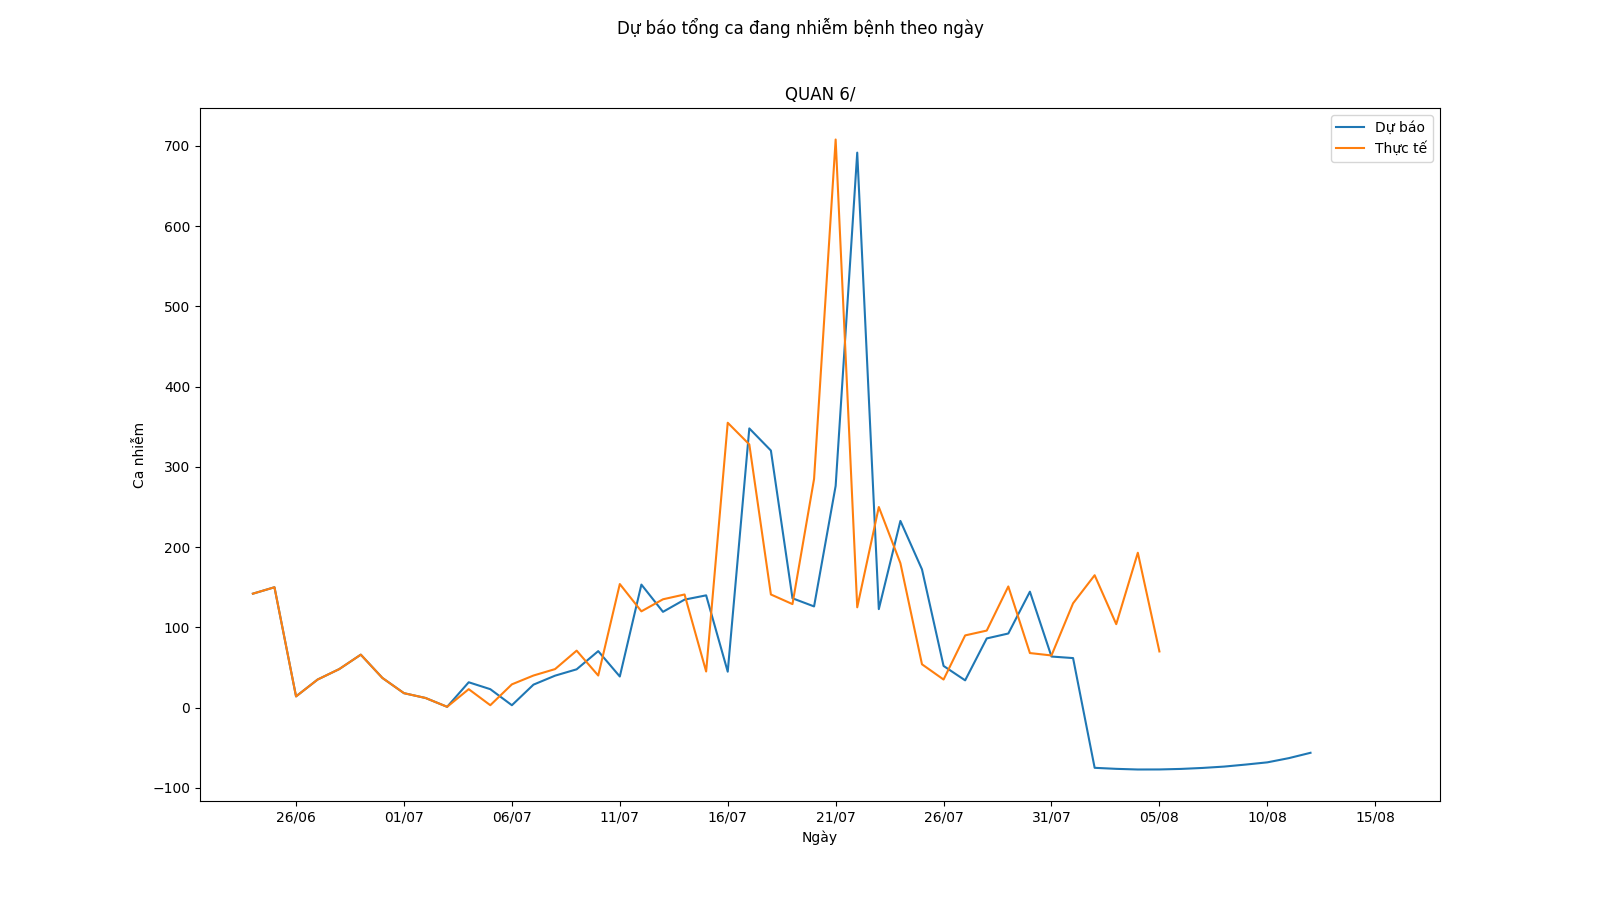 Dự báo tổng ca đang nhiễm bệnh theo ngày
QUAN 6/
Dự báo
Thực tế
700
600
500
400
300
200
100
0
−100
Ca nhiễm
26/06 01/07 06/07 11/07 16/07 21/07 26/07 31/07 05/08 10/08 15/08
Ngày